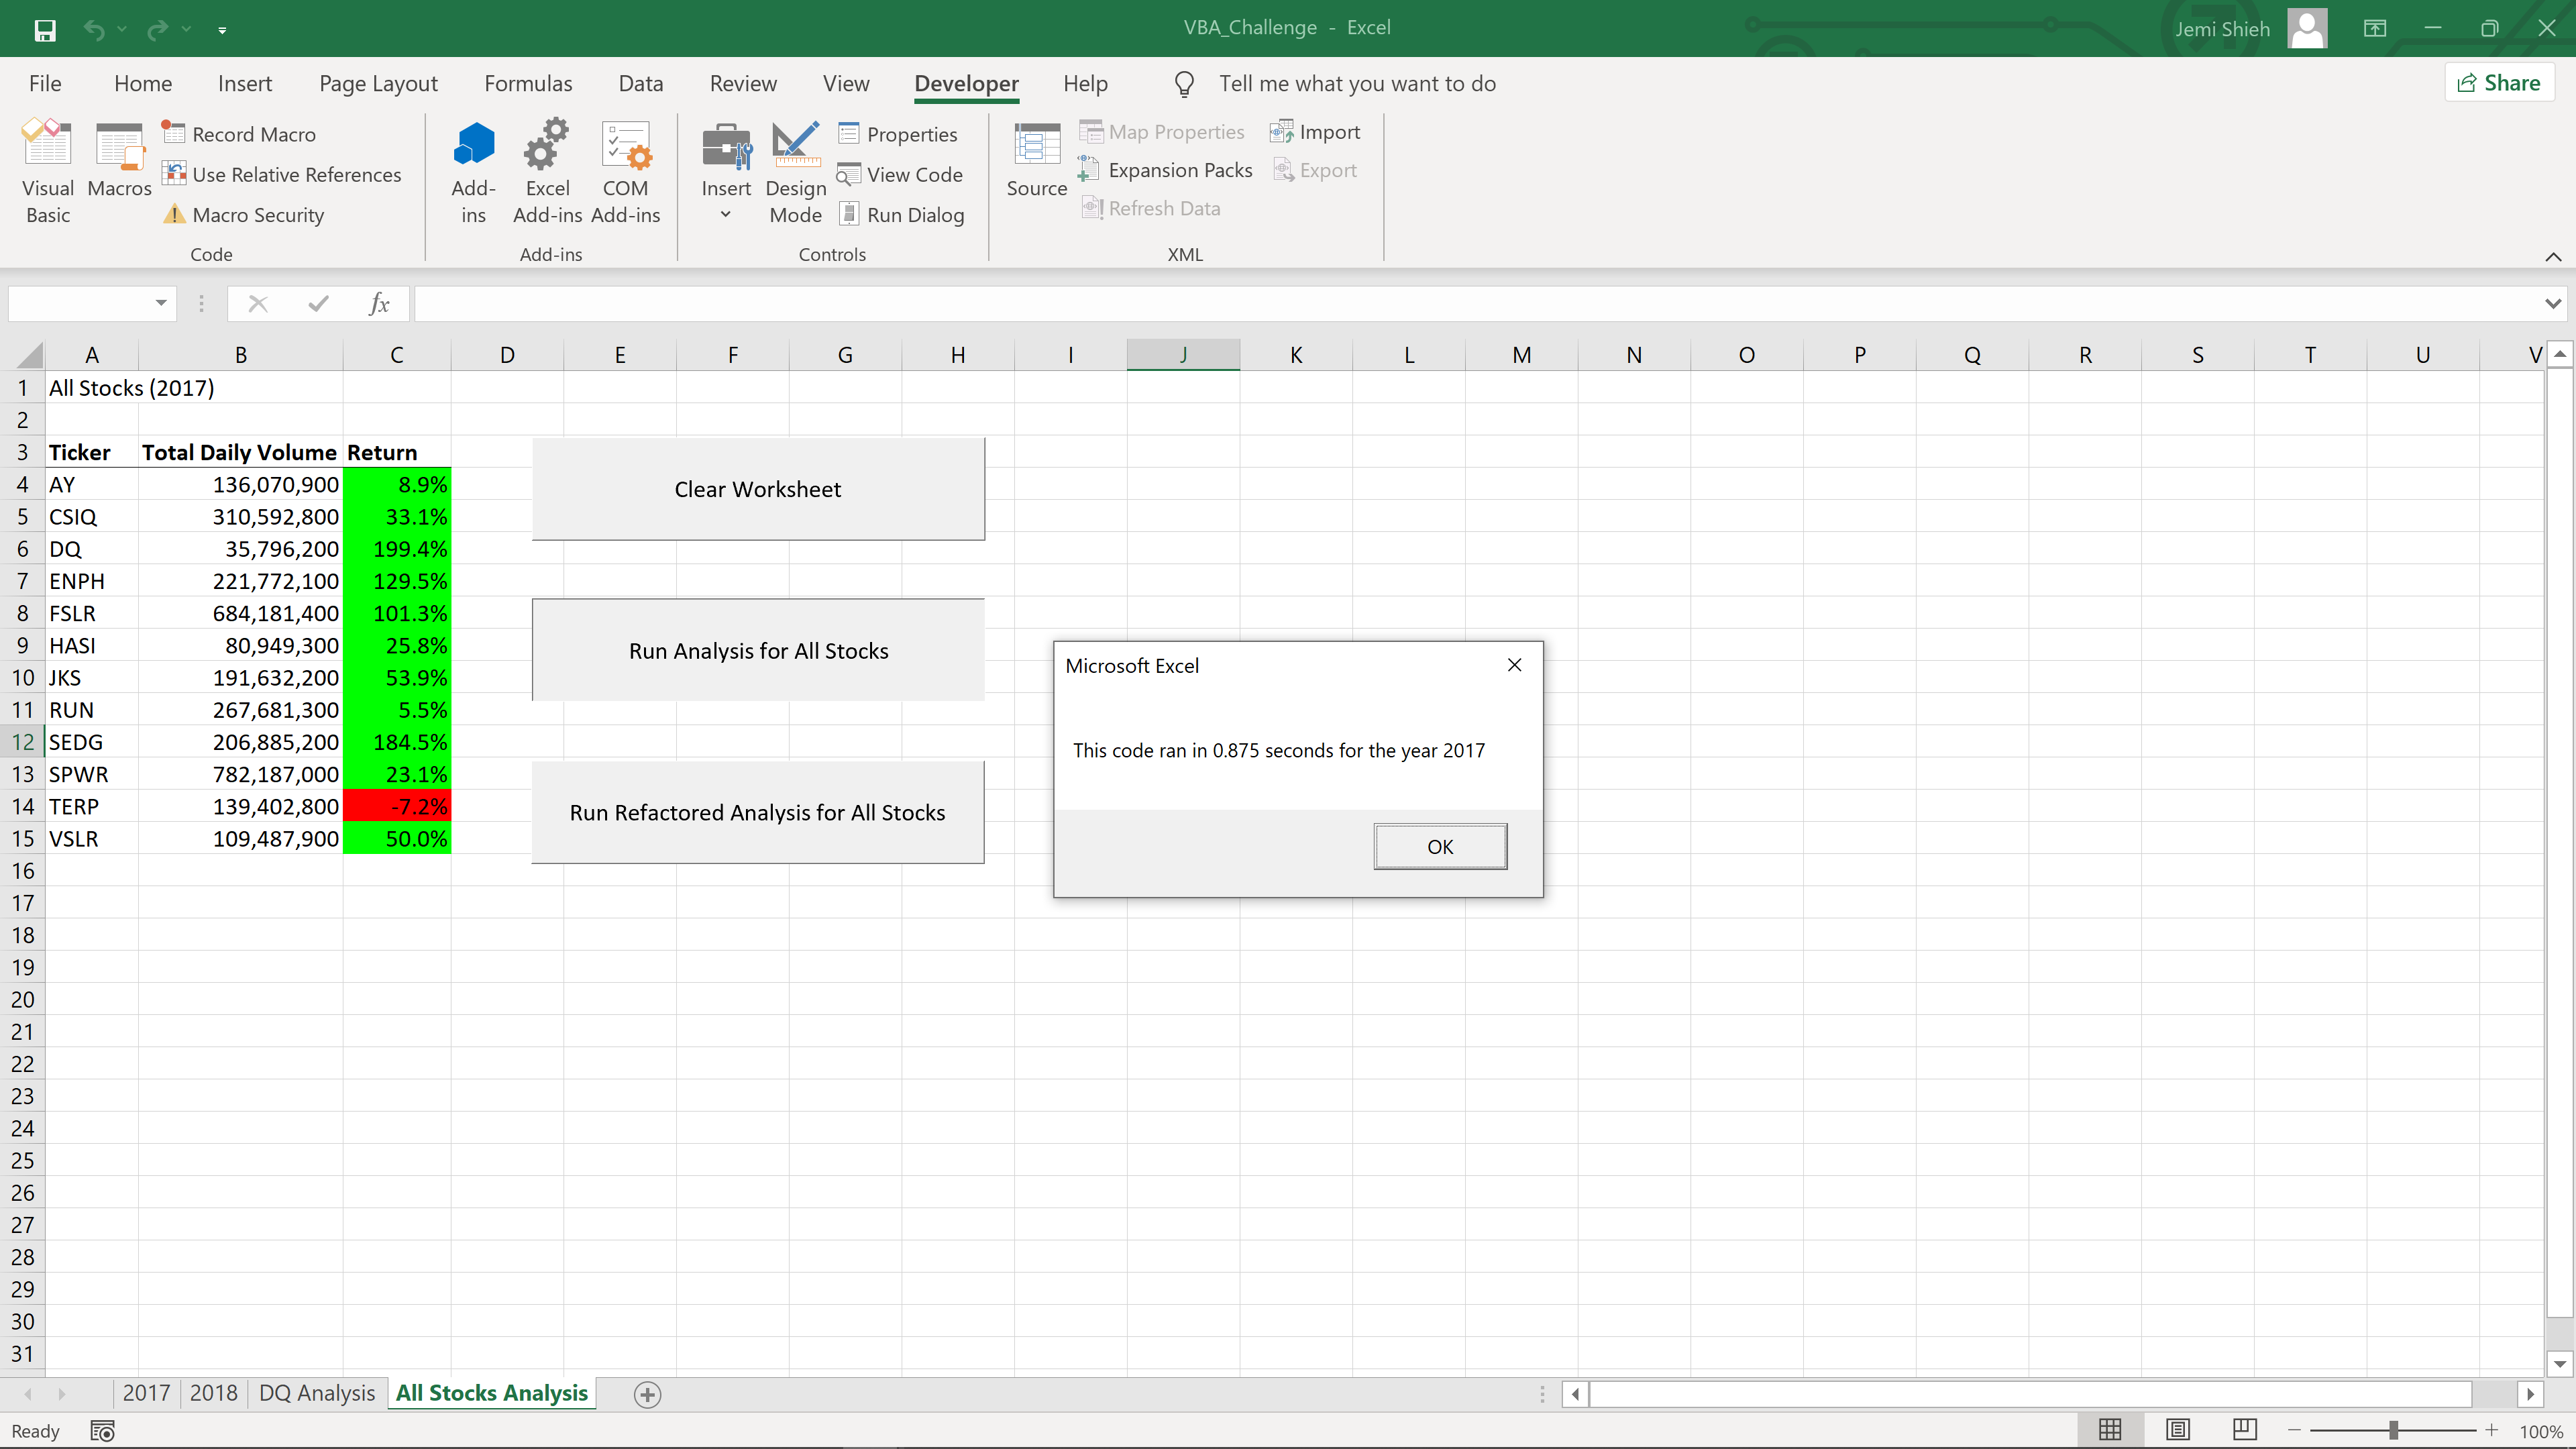 VBA_Challenge - Excel
Jemi Shieh
File Home Insert Page Layout Formulas Data Review View Developer Help Tell me what you want to do Share
Visual Basic
Macros
Record Macro
Use Relative References
Macro Security
Code
Add-ins
Excel Add-ins
COM Add-ins
Add-ins
Insert
Design Mode
Properties
View Code
Run Dialog
Controls
Source
Map Properties
Expansion Packs
Refresh Data
Import
Export
XML
fx
A B C D E F G H I J K L M N O P Q R S T U V
1 All Stocks (2017)
2
3 Ticker Total Daily Volume Return
4 AY 136,070,900 8.9%
5 CSIQ 310,592,800 33.1%
6 DQ 35,796,200 199.4%
7 ENPH 221,772,100 129.5%
8 FSLR 684,181,400 101.3%
9 HASI 80,949,300 25.8%
10 JKS 191,632,200 53.9%
11 RUN 267,681,300 5.5%
12 SEDG 206,885,200 184.5%
13 SPWR 782,187,000 23.1%
14 TERP 139,402,800 -7.2%
15 VSLR 109,487,900 50.0%
16
17
18
19
20
21
22
23
24
25
26
27
28
29
30
31
Clear Worksheet
Run Analysis for All Stocks
Run Refactored Analysis for All Stocks
Microsoft Excel
This code ran in 0.875 seconds for the year 2017
OK
2017 2018 DQ Analysis All Stocks Analysis
Ready
100%